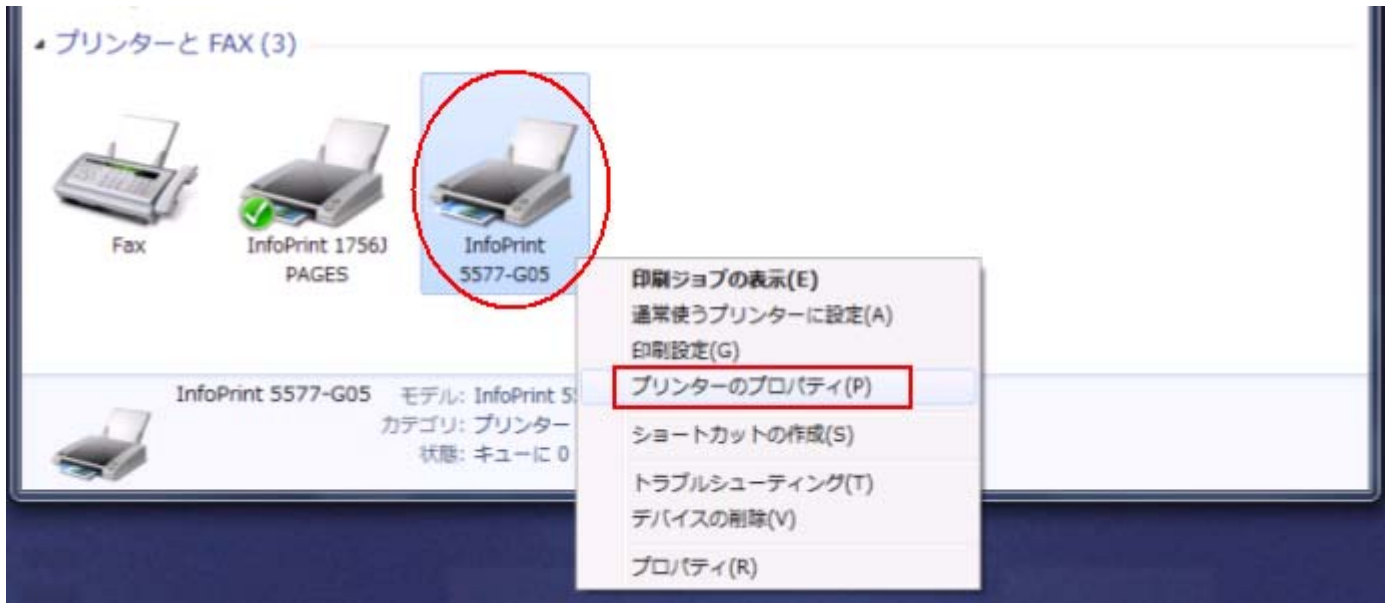 プリンターと FAX (3)
Fax
InfoPrint 1756J
PAGES
InfoPrint
5577-G05
印刷ジョブの表示(E)
通常使うプリンターに設定(A)
印刷設定(G)
プリンターのプロパティ(P)
ショートカットの作成(S)
トラブルシューティング(T)
デバイスの削除(V)
プロパティ(R)
InfoPrint 5577-G05 モデル: InfoPrint 5
カテゴリ: プリンター
状態: キューに 0